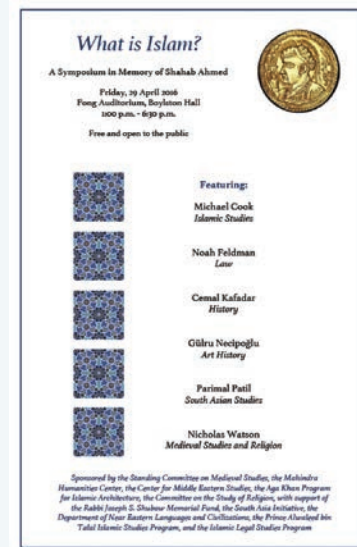 What is Islam?
A Symposium in Memory of Shahab Ahmed
Friday, 29 April 2016
Fong Auditorium, Boylston Hall
1:00 p.m. - 6:30 p.m.
Free and open to the public
Featuring:
Michael Cook
Islamic Studies
Noah Feldman
Law
Cemal Kafadar
History
Gülru Necipoğlu
Art History
Parimal Patil
South Asian Studies
Nicholas Watson
Medieval Studies and Religion
Sponsored by the Standing Committee on Medieval Studies, the Mahindra
Humanities Center, the Center for Middle Eastern Studies, the Aga Khan Program
for Islamic Architecture, the Committee on the Study of Religion, with support of
the Rabbi Joseph S. Shubow Memorial Fund, the South Asia Initiative, the
Department of Near Eastern Languages and Civilizations, the Prince Alwaleed bin
Talal Islamic Studies Program, and the Islamic Legal Studies Program